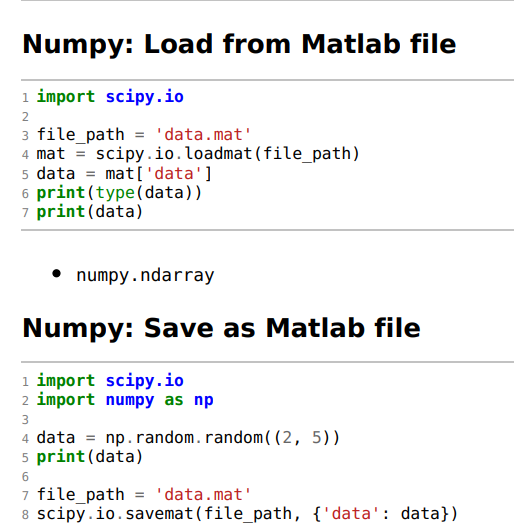 Numpy: Load from Matlab file
1 import scipy.io
2
3 file_path = 'data.mat'
4 mat = scipy.io.loadmat(file_path)
5 data = mat['data']
6 print(type(data))
7 print(data)
• numpy.ndarray
Numpy: Save as Matlab file
1 import scipy.io
2 import numpy as np
3
4 data = np.random.random((2, 5))
5 print(data)
6
7 file_path = 'data.mat'
8 scipy.io.savemat(file_path, {'data': data})